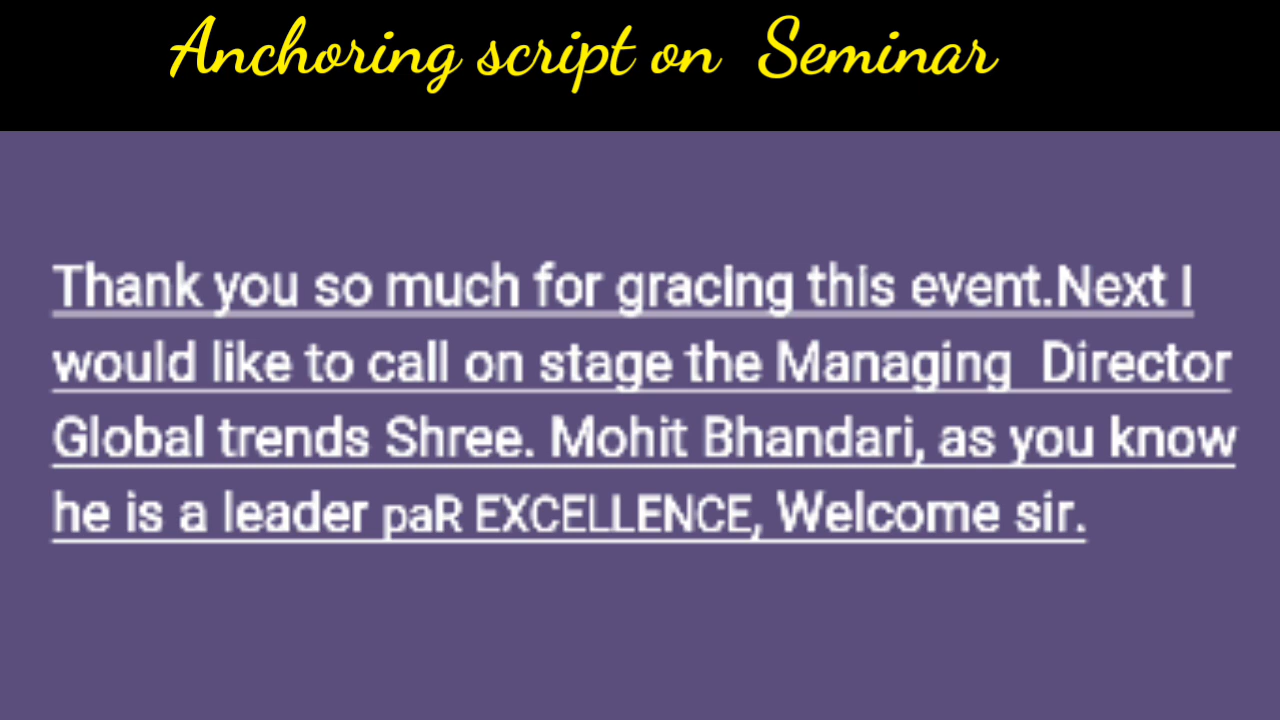 Anchoring script on Seminar
Thank you so much for gracing this event.Next I
would like to call on stage the Managing Director
Global trends Shree. Mohit Bhandari, as you know
he is a leader paR EXCELLENCE, Welcome sir.